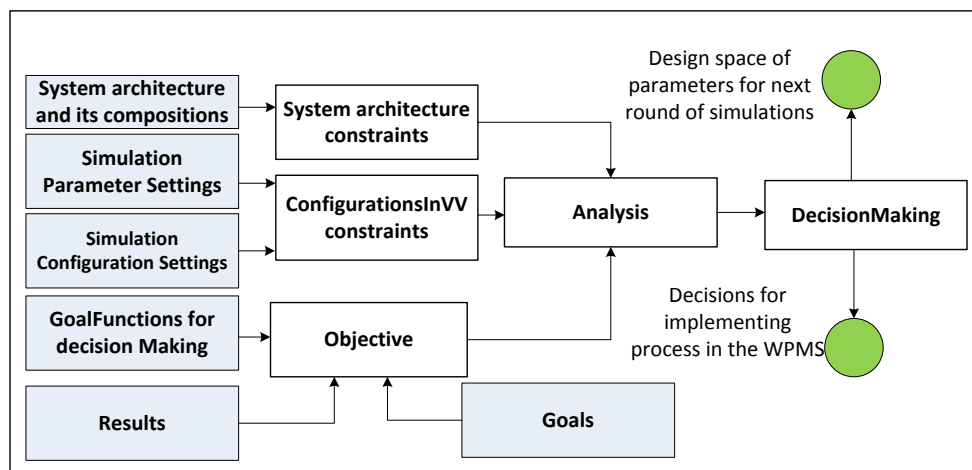 System architecture
and its compositions
Simulation
Parameter Settings
Simulation
Configuration Settings
GoalFunctions for
decision Making
Results
System architecture
constraints
ConfigurationsInVV
constraints
Objective
Goals
Analysis
DecisionMaking
Design space of
parameters for next
round of simulations
Decisions for
implementing
process in the WPMS